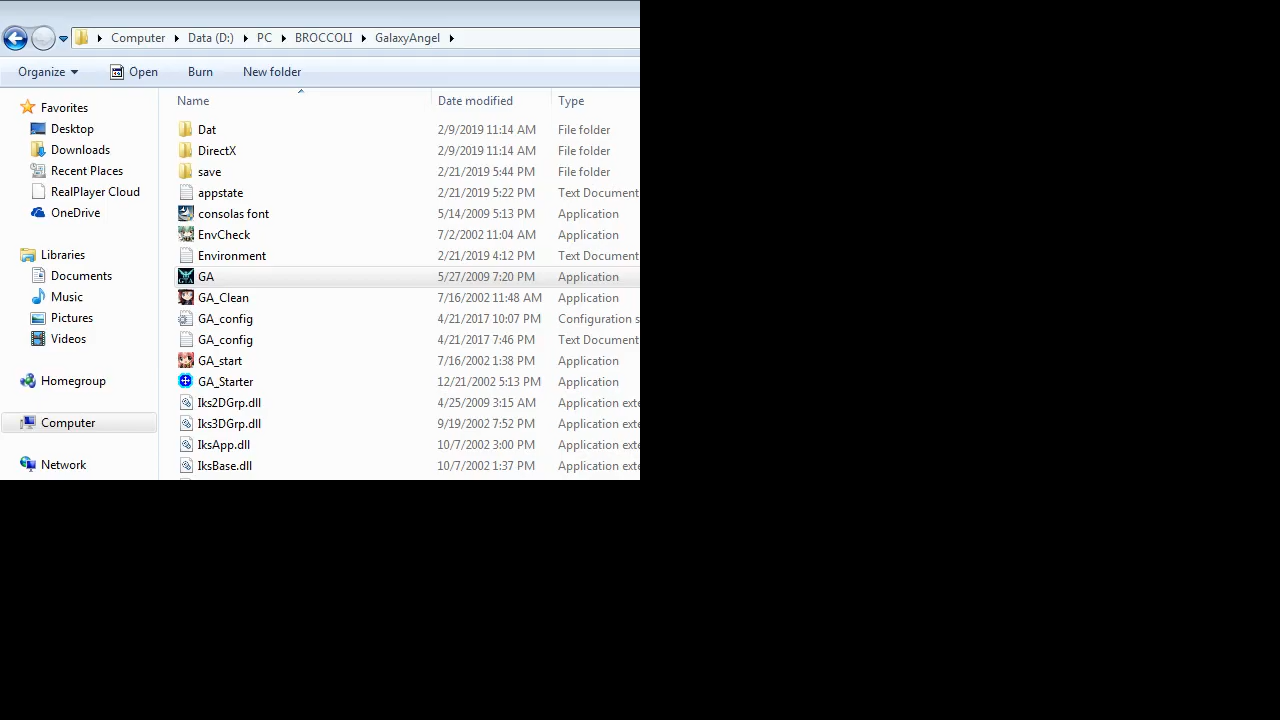 Computer Data (D:) PC BROCCOLI GalaxyAngel
Organize Open Burn New folder
Name Date modified Type
Favorites
Desktop
Downloads
Recent Places
RealPlayer Cloud
OneDrive
Libraries
Documents
Music
Pictures
Videos
Homegroup
Computer
Network
Dat 2/9/2019 11:14 AM File folder
DirectX 2/9/2019 11:14 AM File folder
save 2/21/2019 5:44 PM File folder
appstate 2/21/2019 5:22 PM Text Document
consolas font 5/14/2009 5:13 PM Application
EnvCheck 7/2/2002 11:04 AM Application
Environment 2/21/2019 4:12 PM Text Document
GA 5/27/2009 7:20 PM Application
GA_Clean 7/16/2002 11:48 AM Application
GA_config 4/21/2017 10:07 PM Configuration s
GA_config 4/21/2017 7:46 PM Text Document
GA_start 7/16/2002 1:38 PM Application
GA_Starter 12/21/2002 5:13 PM Application
Iks2DGrp.dll 4/25/2009 3:15 AM Application exte
Iks3DGrp.dll 9/19/2002 7:52 PM Application exte
IksApp.dll 10/7/2002 3:00 PM Application exte
IksBase.dll 10/7/2002 1:37 PM Application exte